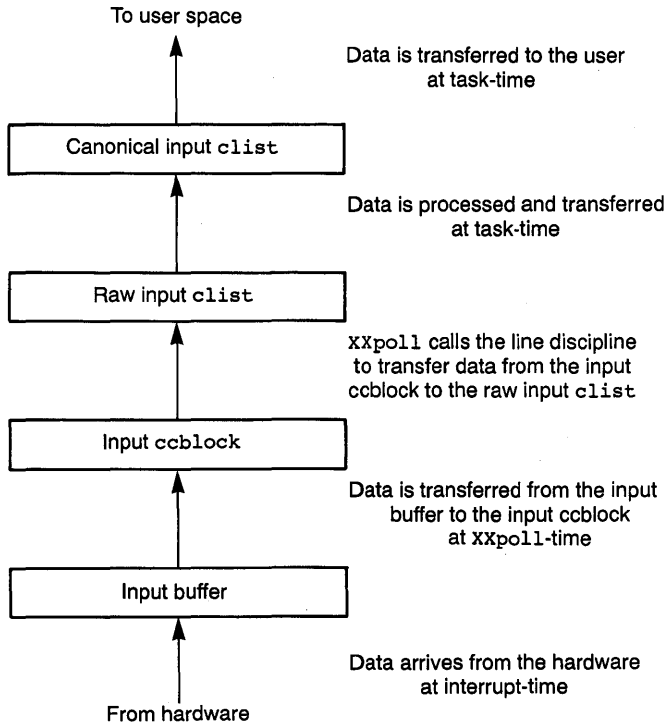 To user space
Data is transferred to the user
at task-time
Canonical input clist
Data is processed and transferred
at task-time
Raw input clist
XXpoll calls the line discipline
to transfer data from the input
ccblock to the raw input clist
Input ccblock
Data is transferred from the input
buffer to the input ccblock
at XXpoll-time
Input buffer
Data arrives from the hardware
at interrupt-time
From hardware